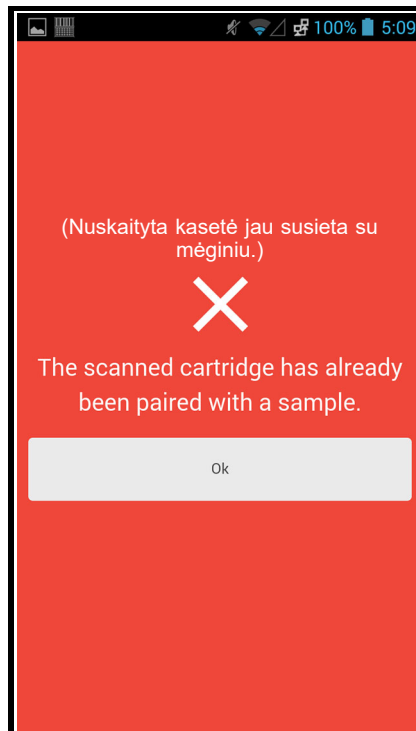 100% 5:09
(Nuskaityta kasetė jau susieta su
mėginiu.)
The scanned cartridge has already
been paired with a sample.
Ok